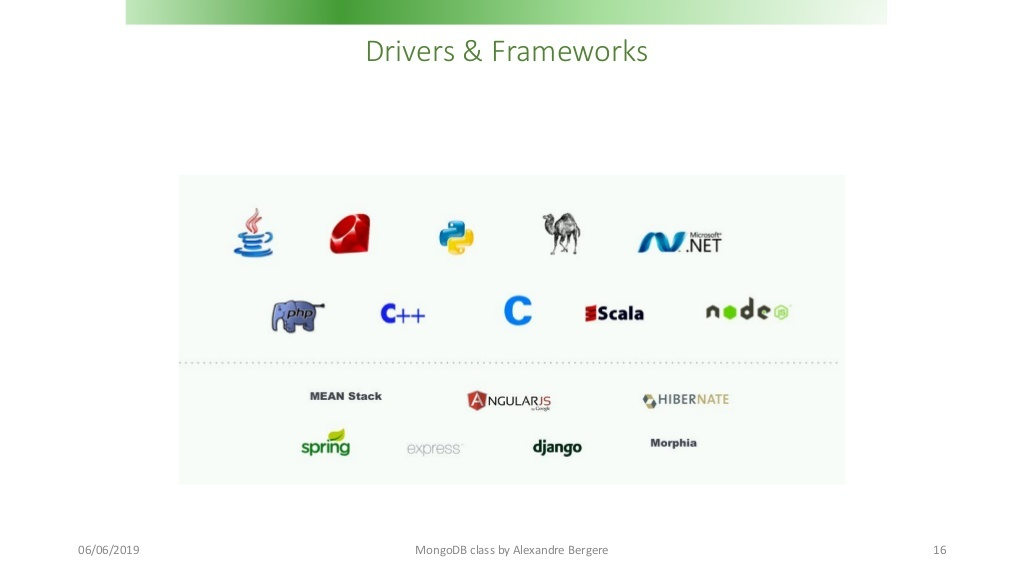 Drivers & Frameworks
Microsoft®
.NET
php
C++
C
Scala
node
JS
MEAN Stack
ANGULARJS
by Google
HIBERNATE
spring
express
django
Morphia
06/06/2019
MongoDB class by Alexandre Bergere
16